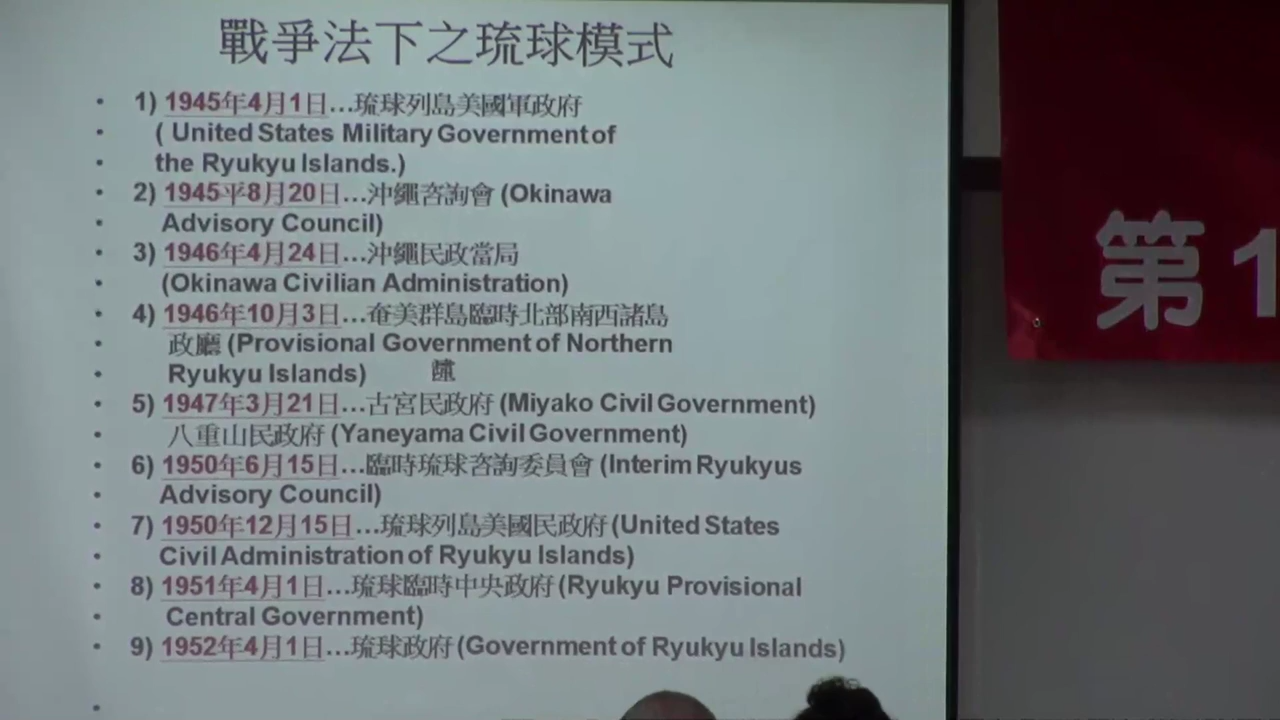 戰爭法下之琉球模式
• 1) 1945年4月1日…琉球列島美國軍政府
• ( United States Military Government of
• the Ryukyu Islands.)
• 2) 1945年8月20日…沖繩咨詢會 (Okinawa
• Advisory Council)
• 3) 1946年4月24日…沖繩民政當局
• (Okinawa Civilian Administration)
• 4) 1946年10月3日…奄美群島臨時北部南西諸島
• 政廳 (Provisional Government of Northern
• Ryukyu Islands)
• 5) 1947年3月21日…古宮民政府 (Miyako Civil Government)
• 八重山民政府 (Yaneyama Civil Government)
• 6) 1950年6月15日…臨時琉球咨詢委員會 (Interim Ryukyus
• Advisory Council)
• 7) 1950年12月15日…琉球列島美國民政府 (United States
• Civil Administration of Ryukyu Islands)
• 8) 1951年4月1日…琉球臨時中央政府 (Ryukyu Provisional
• Central Government)
• 9) 1952年4月1日…琉球政府 (Government of Ryukyu Islands)
第1